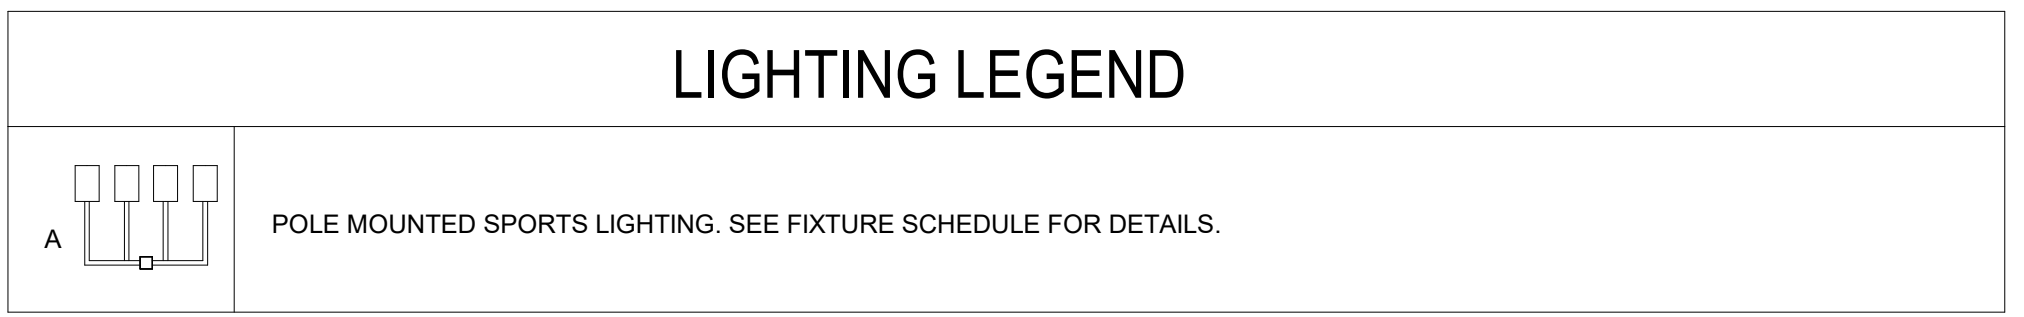 LIGHTING LEGEND
A
POLE MOUNTED SPORTS LIGHTING. SEE FIXTURE SCHEDULE FOR DETAILS.